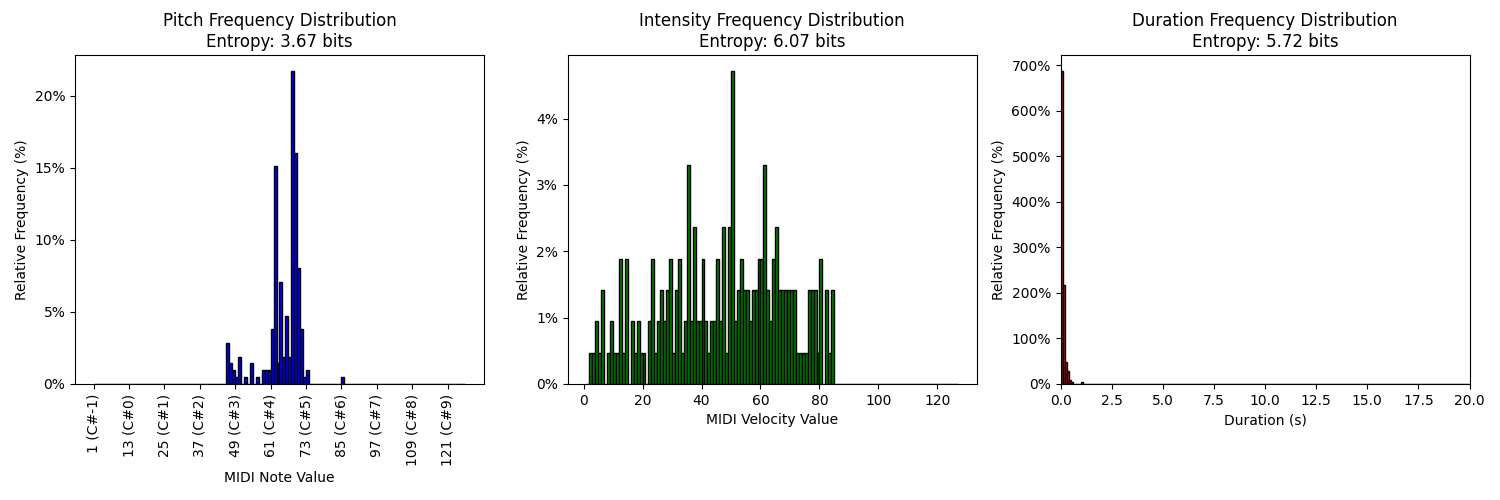 Pitch Frequency Distribution
Entropy: 3.67 bits
Relative Frequency (%)
20%
15%
10%
5%
0%
1 (C#-1)
13 (C#0)
25 (C#1)
37 (C#2)
49 (C#3)
61 (C#4)
73 (C#5)
85 (C#6)
97 (C#7)
109 (C#8)
121 (C#9)
MIDI Note Value
Intensity Frequency Distribution
Entropy: 6.07 bits
Relative Frequency (%)
4%
3%
2%
1%
0%
0 20 40 60 80 100 120
MIDI Velocity Value
Duration Frequency Distribution
Entropy: 5.72 bits
Relative Frequency (%)
700%
600%
500%
400%
300%
200%
100%
0%
0.0 2.5 5.0 7.5 10.0 12.5 15.0 17.5 20.0
Duration (s)